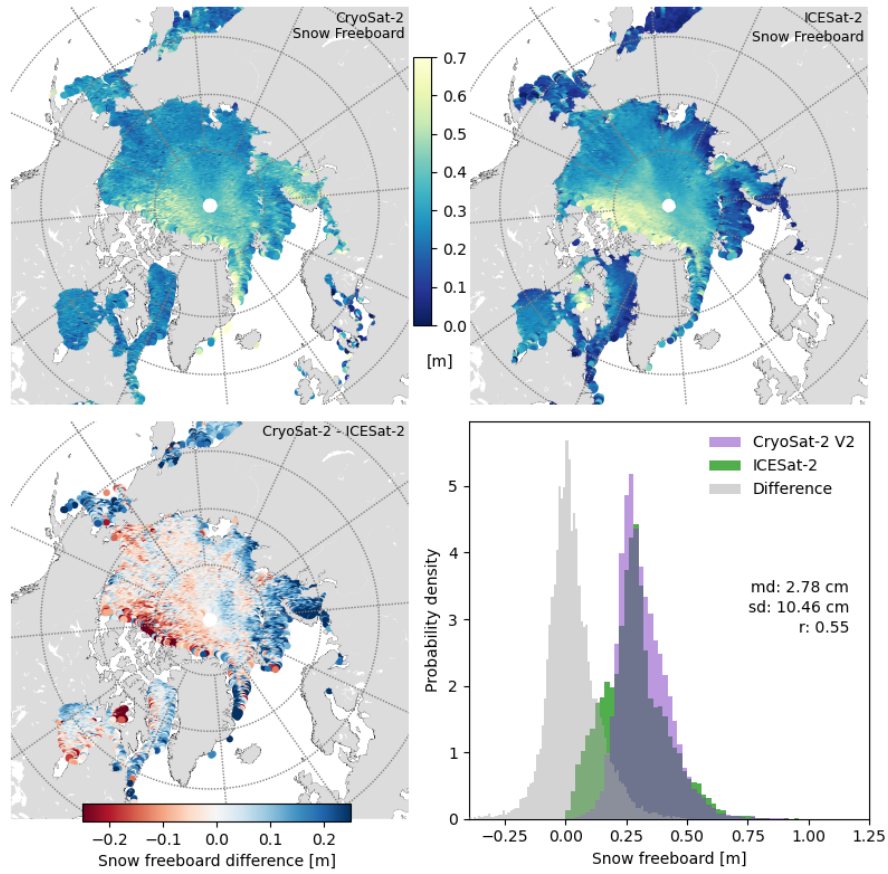 CryoSat-2
Snow Freeboard
ICESat-2
Snow Freeboard
0.7
0.6
0.5
0.4
0.3
0.2
0.1
0.0
[m]
CryoSat-2 - ICESat-2
−0.2 −0.1 0.0 0.1 0.2
Snow freeboard difference [m]
CryoSat-2 V2
ICESat-2
Difference
md: 2.78 cm
sd: 10.46 cm
r: 0.55
Probability density
5
4
3
2
1
0
−0.25 0.00 0.25 0.50 0.75 1.00 1.25
Snow freeboard [m]